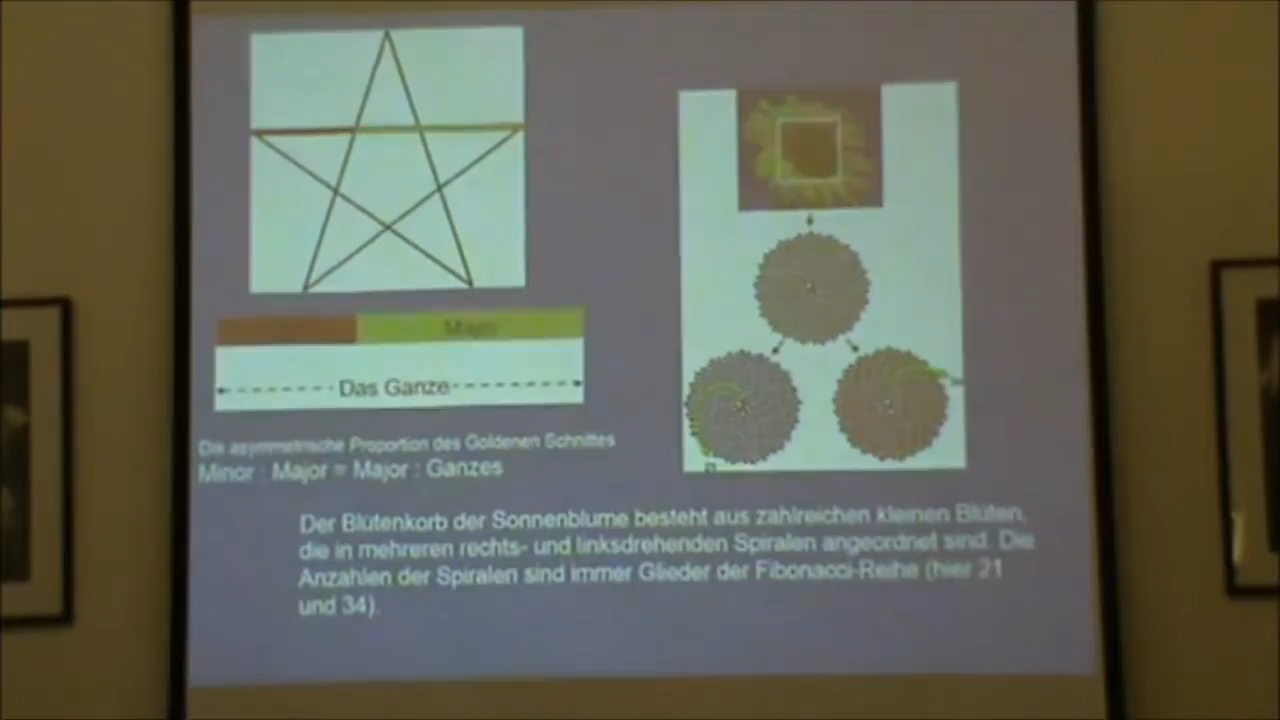 Major
Das Ganze
Die asymmetrische Proportion des Goldenen Schnittes
Minor : Major = Major : Ganzes
Der Blütenkorb der Sonnenblume besteht aus zahlreichen kleinen Blüten,
die in mehreren rechts- und linksdrehenden Spiralen angeordnet sind. Die
Anzahlen der Spiralen sind immer Glieder der Fibonacci-Reihe (hier 21
und 34).